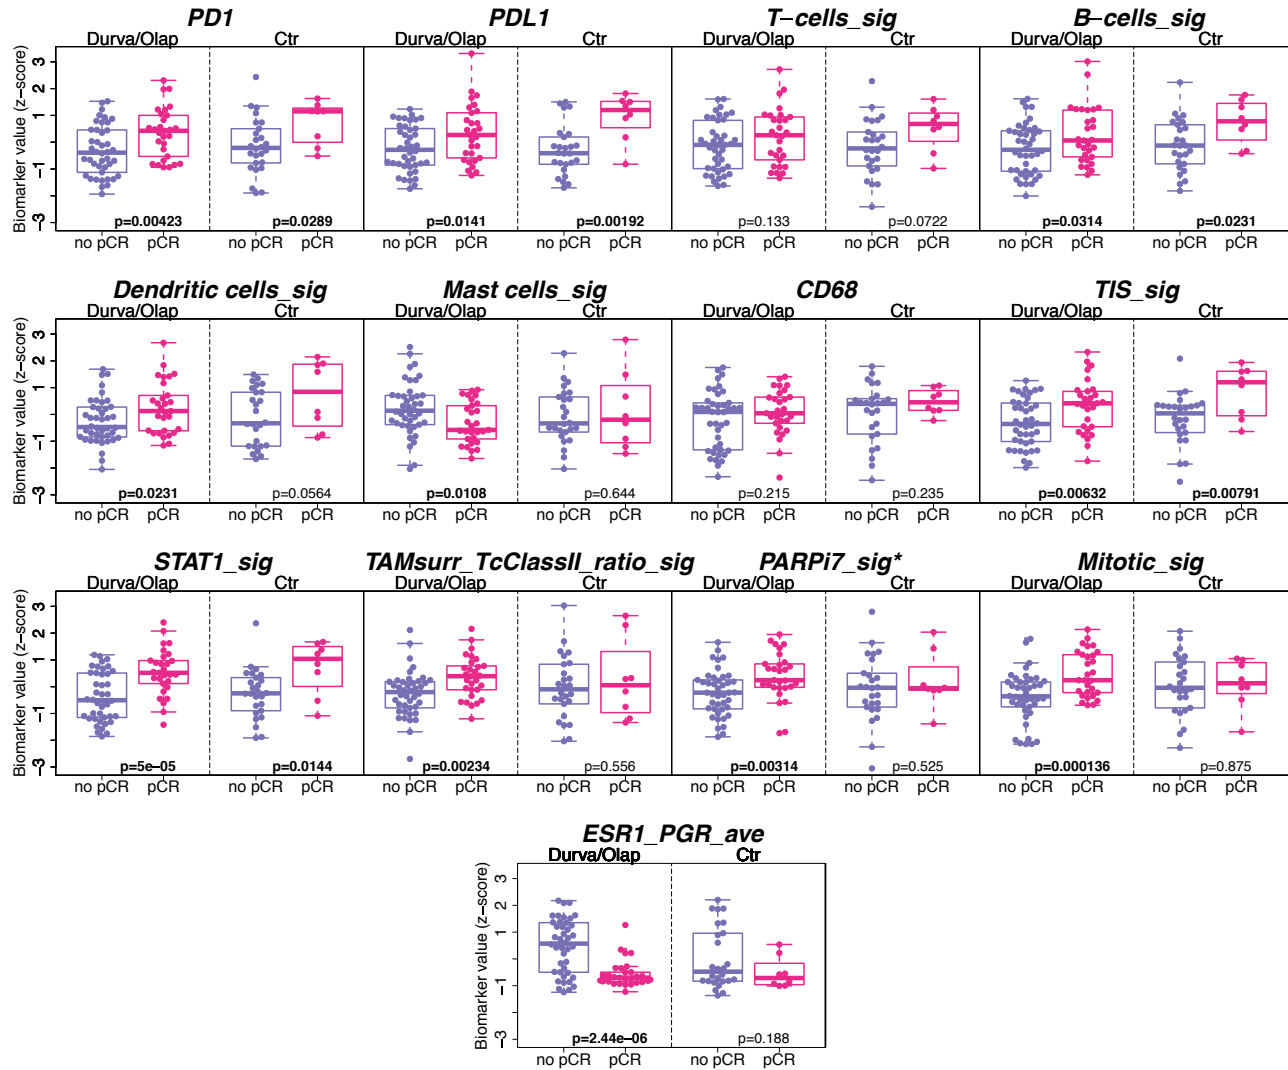 PD1 PDL1 T−cells_sig B−cells_sig
Durva/Olap Ctr Durva/Olap Ctr Durva/Olap Ctr Durva/Olap Ctr
Biomarker value (z−score)
3
2
1
−1
−3
p=0.00423 p=0.0289 p=0.0141 p=0.00192 p=0.133 p=0.0722 p=0.0314 p=0.0231
no pCR pCR no pCR pCR no pCR pCR no pCR pCR no pCR pCR no pCR pCR no pCR pCR no pCR pCR
Dendritic cells_sig Mast cells_sig CD68 TIS_sig
Durva/Olap Ctr Durva/Olap Ctr Durva/Olap Ctr Durva/Olap Ctr
Biomarker value (z−score)
3
2
1
−1
−3
p=0.0231 p=0.0564 p=0.0108 p=0.644 p=0.215 p=0.235 p=0.00632 p=0.00791
no pCR pCR no pCR pCR no pCR pCR no pCR pCR no pCR pCR no pCR pCR no pCR pCR no pCR pCR
STAT1_sig TAMsurr_TcClassII_ratio_sig PARPi7_sig* Mitotic_sig
Durva/Olap Ctr Durva/Olap Ctr Durva/Olap Ctr Durva/Olap Ctr
Biomarker value (z−score)
3
2
1
−1
−3
p=5e−05 p=0.0144 p=0.00234 p=0.556 p=0.00314 p=0.525 p=0.000136 p=0.875
no pCR pCR no pCR pCR no pCR pCR no pCR pCR no pCR pCR no pCR pCR no pCR pCR no pCR pCR
ESR1_PGR_ave
Durva/Olap Ctr
Biomarker value (z−score)
3
2
1
−1
−3
p=2.44e−06 p=0.188
no pCR pCR no pCR pCR